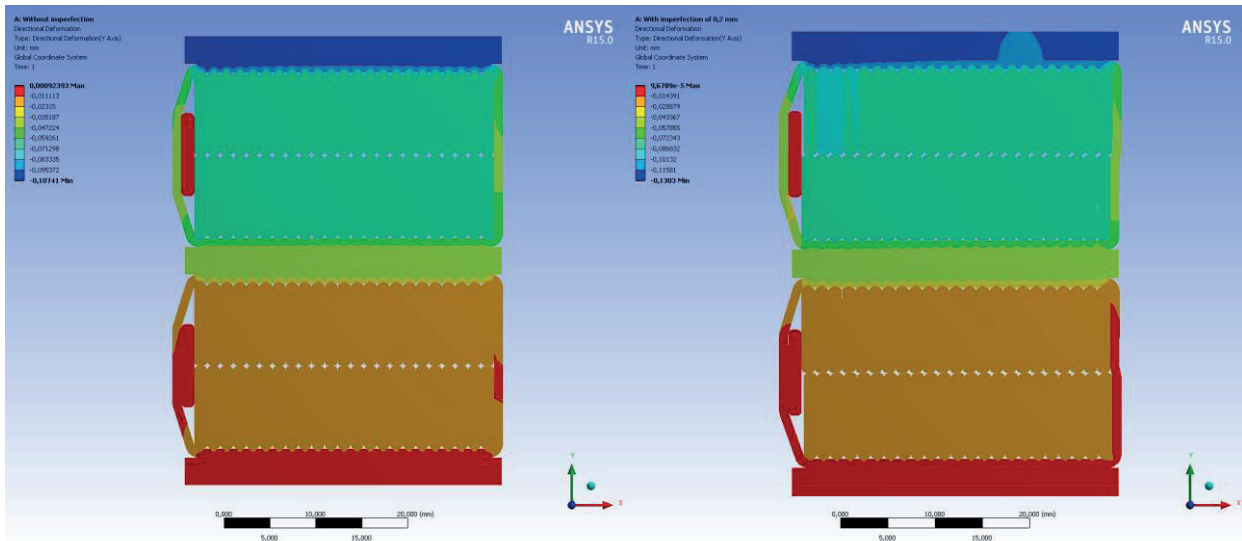 A: Without imperfection
Directional Deformation
Type: Directional Deformation(Y Axis)
Unit: mm
Global Coordinate System
Time: 1
0,00092393 Max
-0,011113
-0,02315
-0,035187
-0,047224
-0,059261
-0,071298
-0,083335
-0,095372
-0,10741 Min
ANSYS
R15.0
Y
X
0,000
10,000
20,000 (mm)
5,000
15,000
A: With imperfection of 0,2 mm
Directional Deformation
Type: Directional Deformation(Y Axis)
Unit: mm
Global Coordinate System
Time: 1
9,6789e-5 Max
-0,014391
-0,028879
-0,043367
-0,057855
-0,072343
-0,086832
-0,10132
-0,11581
-0,1303 Min
ANSYS
R15.0
Y
X
0,000
10,000
20,000 (mm)
5,000
15,000